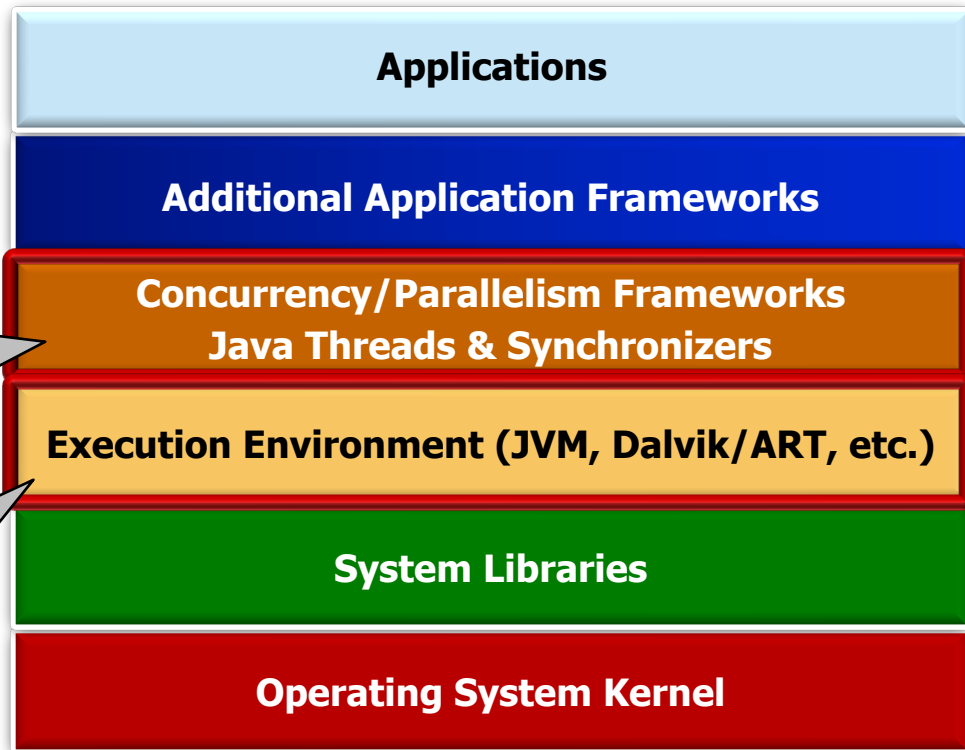 Applications
Additional Application Frameworks
Concurrency/Parallelism Frameworks
Java Threads & Synchronizers
Execution Environment (JVM, Dalvik/ART, etc.)
System Libraries
Operating System Kernel